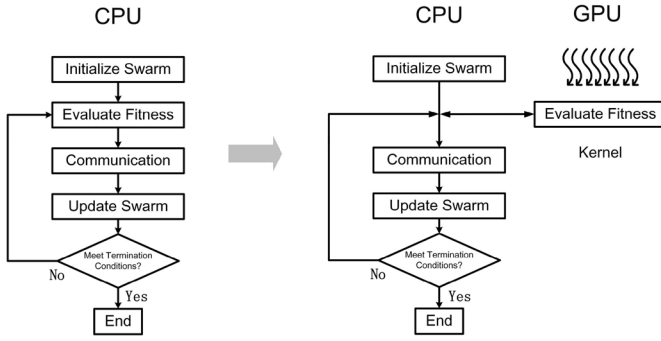 CPU
Initialize Swarm
Evaluate Fitness
Communication
Update Swarm
Meet Termination
Conditions?
No
Yes
End
CPU
GPU
Initialize Swarm
Evaluate Fitness
Kernel
Communication
Update Swarm
Meet Termination
Conditions?
No
Yes
End